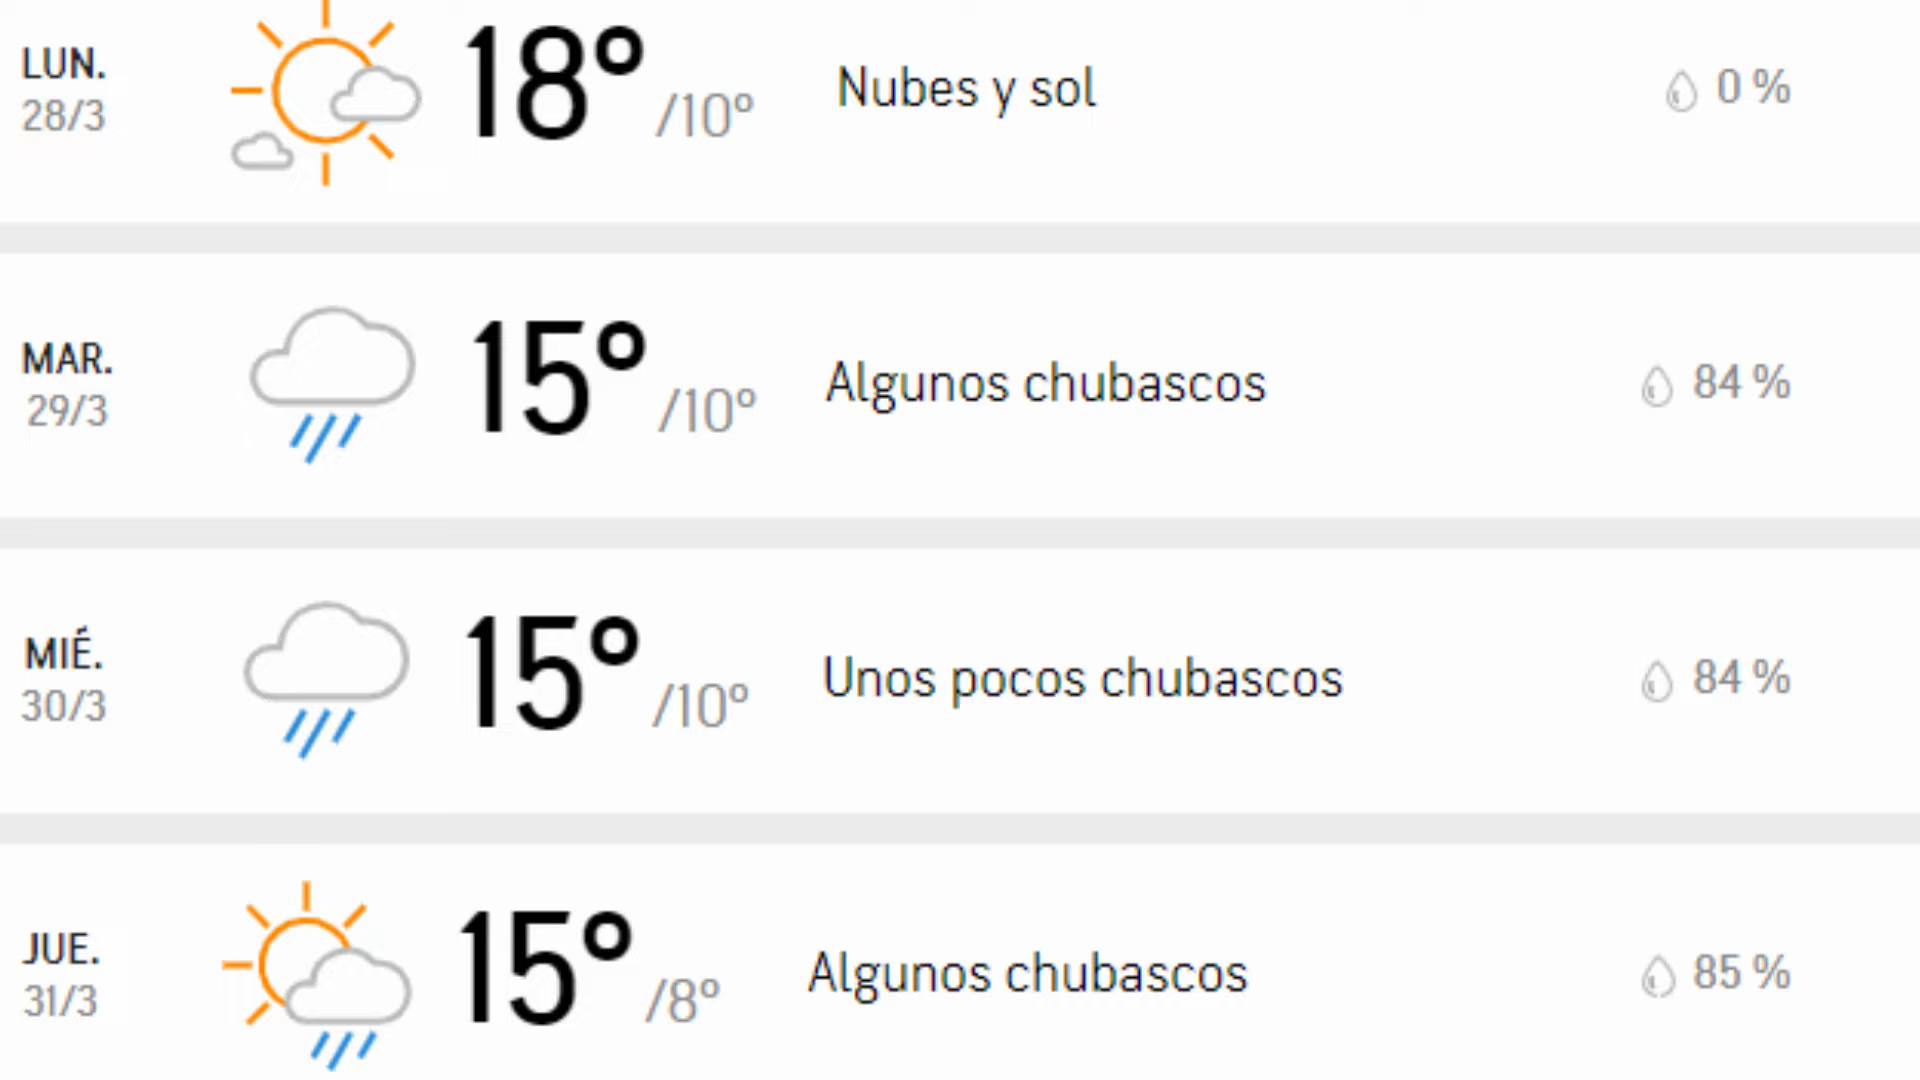 LUN.
28/3
18° /10°
Nubes y sol
0 %
MAR.
29/3
15° /10°
Algunos chubascos
84 %
MIÉ.
30/3
15° /10°
Unos pocos chubascos
84 %
JUE.
31/3
15° /8°
Algunos chubascos
85 %